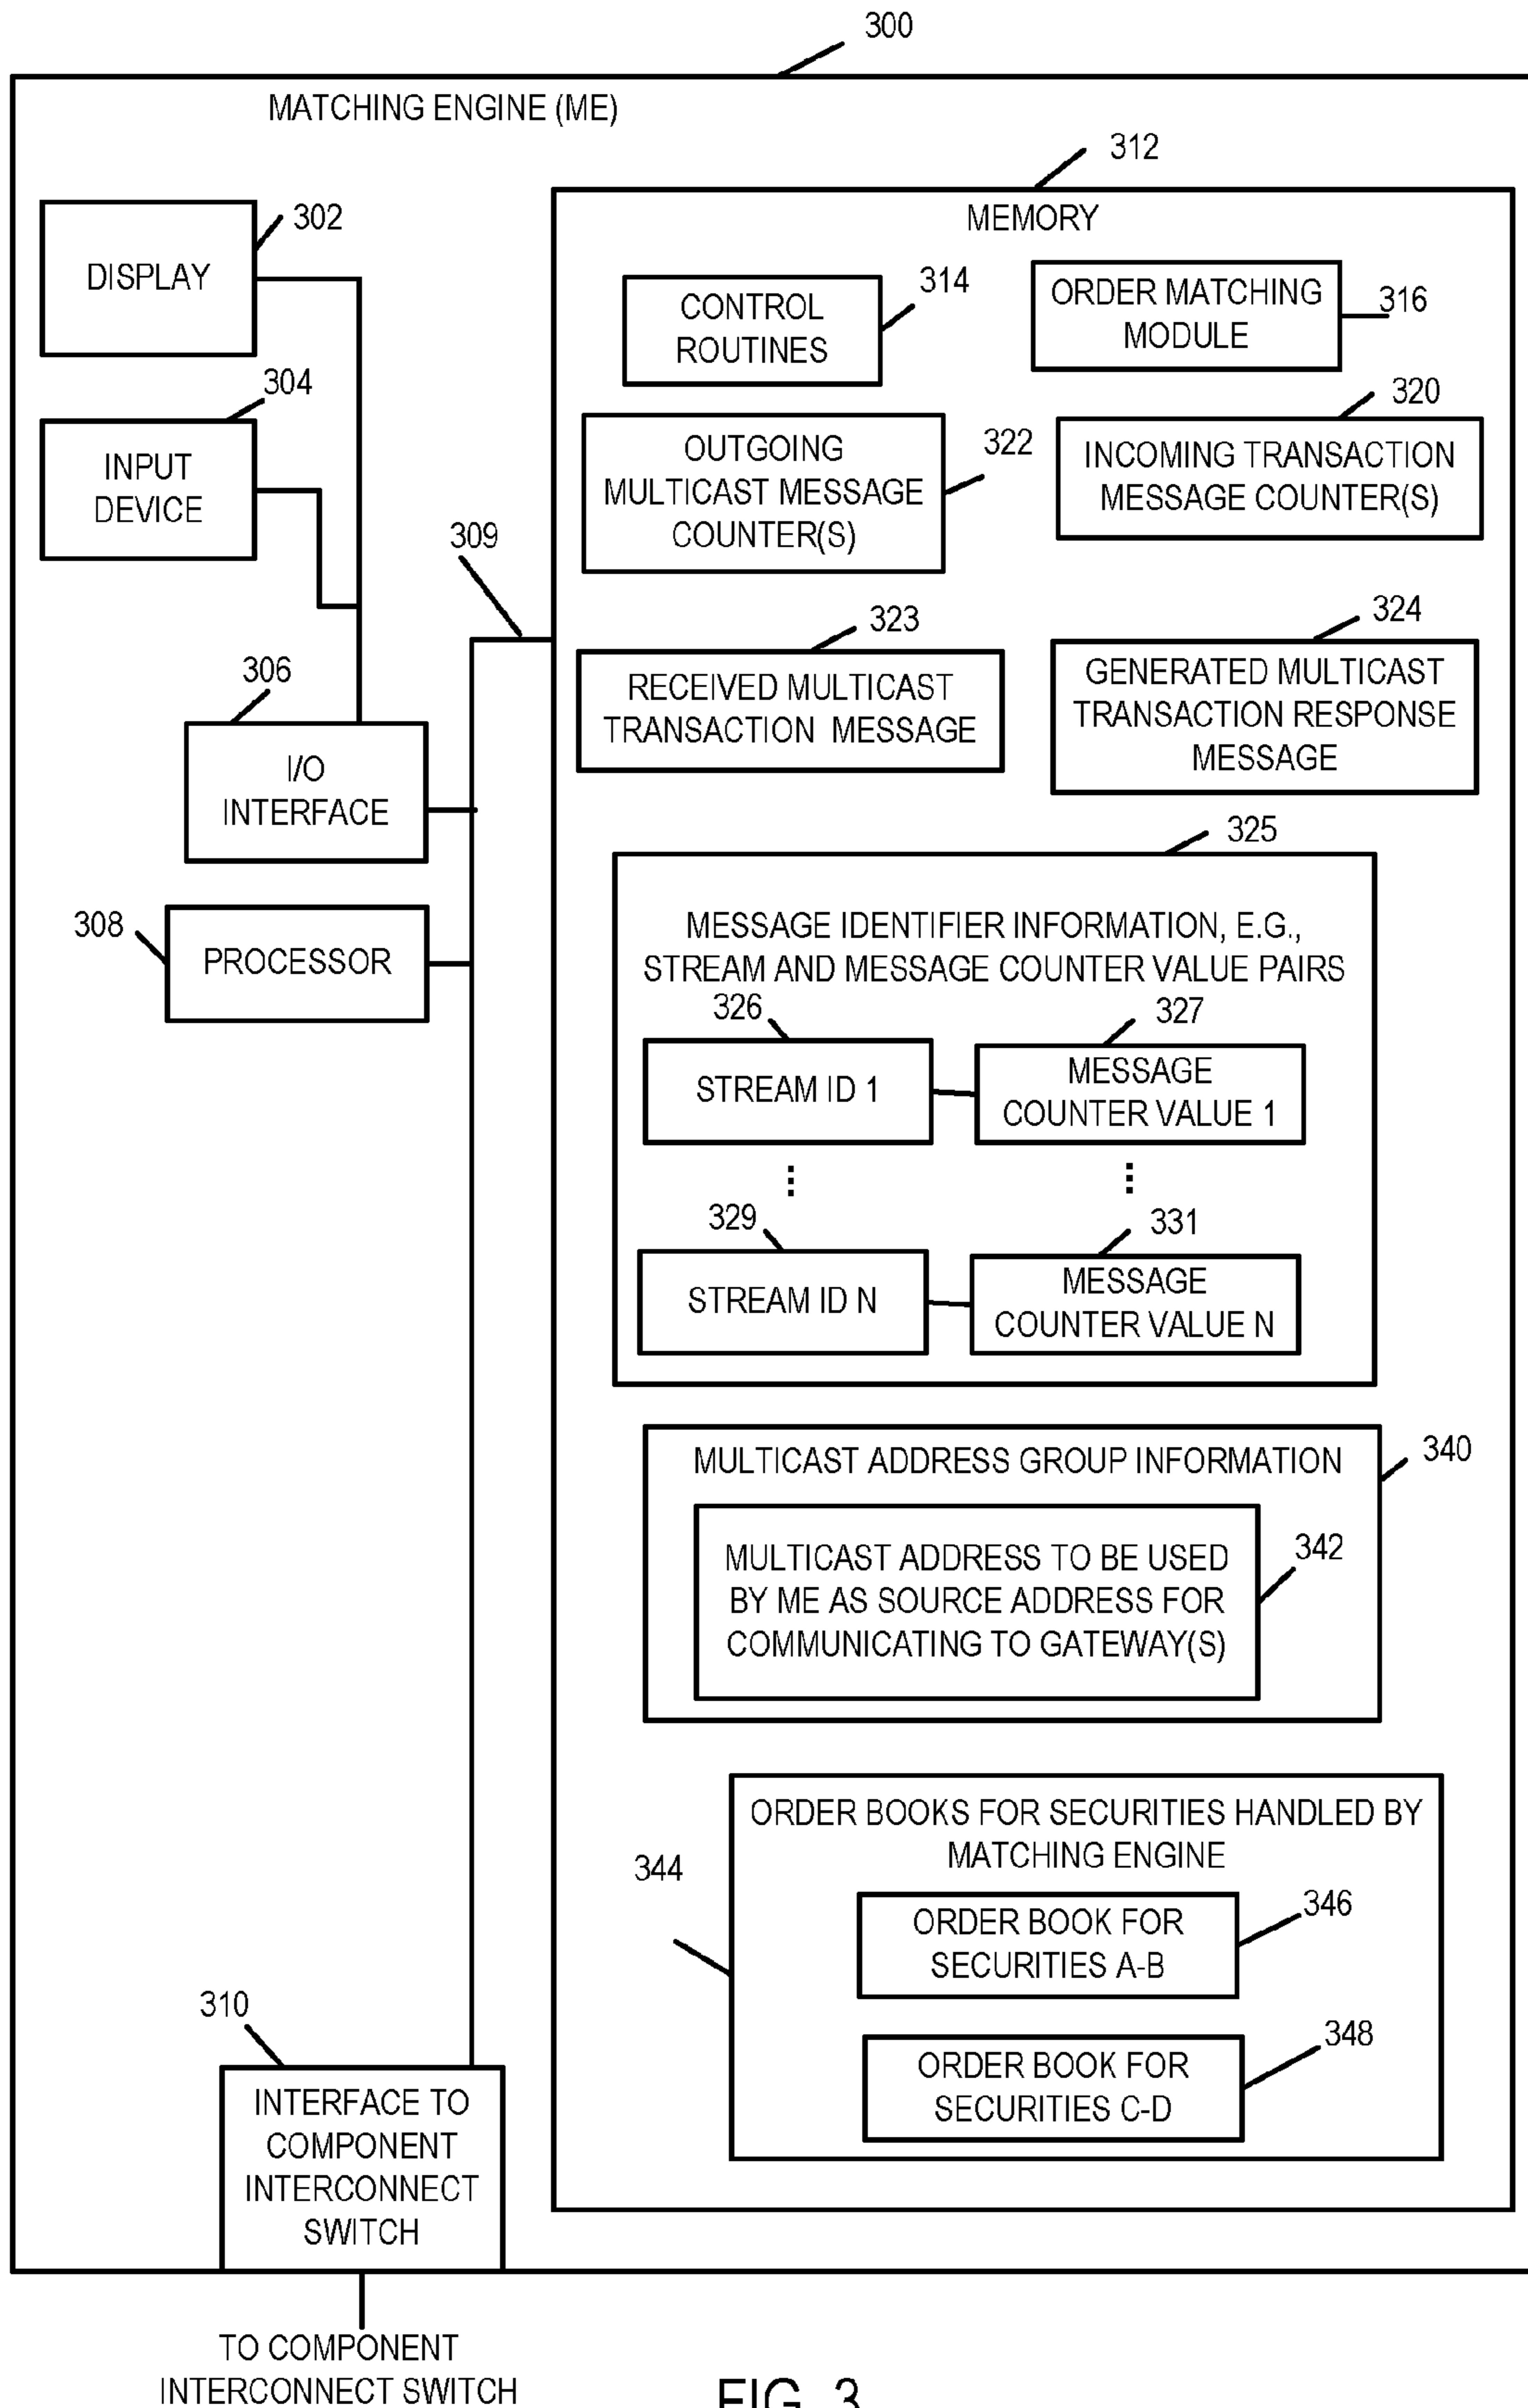 300
MATCHING ENGINE (ME)
312
MEMORY
302
DISPLAY
314
CONTROL
ROUTINES
ORDER MATCHING
MODULE
316
304
INPUT
DEVICE
322
OUTGOING
MULTICAST MESSAGE
COUNTER(S)
320
INCOMING TRANSACTION
MESSAGE COUNTER(S)
309
323
RECEIVED MULTICAST
TRANSACTION MESSAGE
324
GENERATED MULTICAST
TRANSACTION RESPONSE
MESSAGE
306
I/O
INTERFACE
308
PROCESSOR
325
MESSAGE IDENTIFIER INFORMATION, E.G.,
STREAM AND MESSAGE COUNTER VALUE PAIRS
326
STREAM ID 1
327
MESSAGE
COUNTER VALUE 1
329
STREAM ID N
331
MESSAGE
COUNTER VALUE N
MULTICAST ADDRESS GROUP INFORMATION
340
MULTICAST ADDRESS TO BE USED
BY ME AS SOURCE ADDRESS FOR
COMMUNICATING TO GATEWAY(S)
342
ORDER BOOKS FOR SECURITIES HANDLED BY
MATCHING ENGINE
344
ORDER BOOK FOR
SECURITIES A-B
346
ORDER BOOK FOR
SECURITIES C-D
348
310
INTERFACE TO
COMPONENT
INTERCONNECT
SWITCH
TO COMPONENT
INTERCONNECT SWITCH
FIG. 3